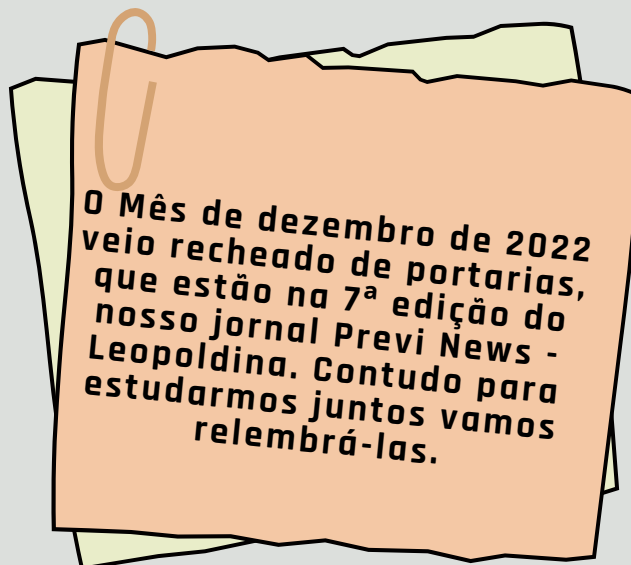 O Mês de dezembro de 2022
veio recheado de portarias,
que estão na 7ª edição do
nosso jornal Previ News -
Leopoldina. Contudo para
estudarmos juntos vamos
relembrá-las.